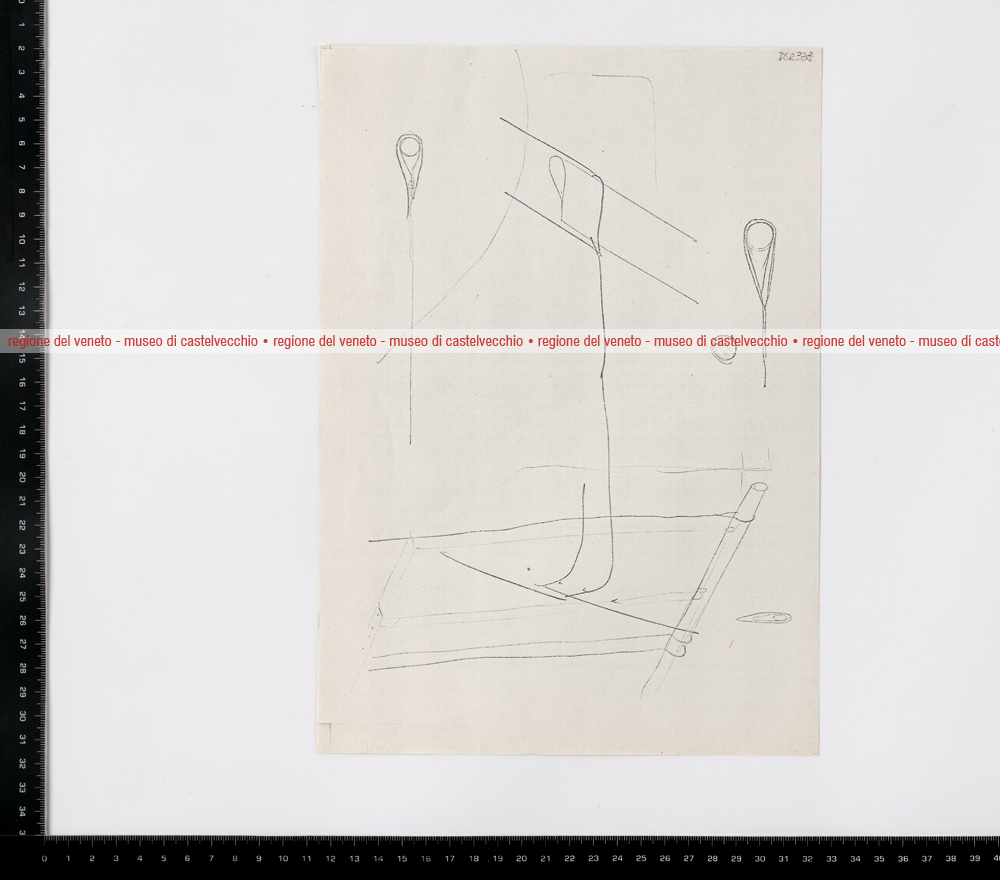 DSR 328
regione del veneto - museo di castelvecchio • regione del veneto - museo di castelvecchio • regione del veneto - museo di castelvecchio • regione del veneto - museo di cast
0 1 2 3 4 5 6 7 8 9 10 11 12 13 14 15 16 17 18 19 20 21 22 23 24 25 26 27 28 29 30 31 32 33 34 3
0 1 2 3 4 5 6 7 8 9 10 11 12 13 14 15 16 17 18 19 20 21 22 23 24 25 26 27 28 29 30 31 32 33 34 35 36 37 38 39 40